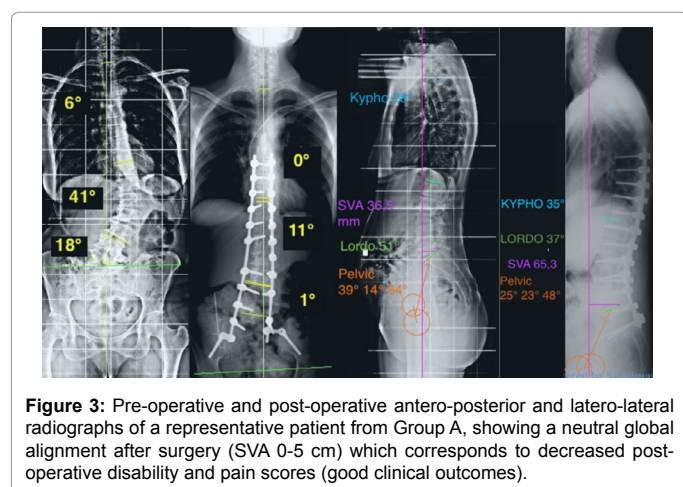 6°
41°
18°
0°
11°
1°
Kypho
SVA 36,5
mm
Lordo 51°
Pelvic
39° 14° 54°
KYPHO 35°
LORDO 37°
SVA 65,3
Pelvic
25° 23° 48°
Figure 3: Pre-operative and post-operative antero-posterior and latero-lateral
radiographs of a representative patient from Group A, showing a neutral global
alignment after surgery (SVA 0-5 cm) which corresponds to decreased post-
operative disability and pain scores (good clinical outcomes).